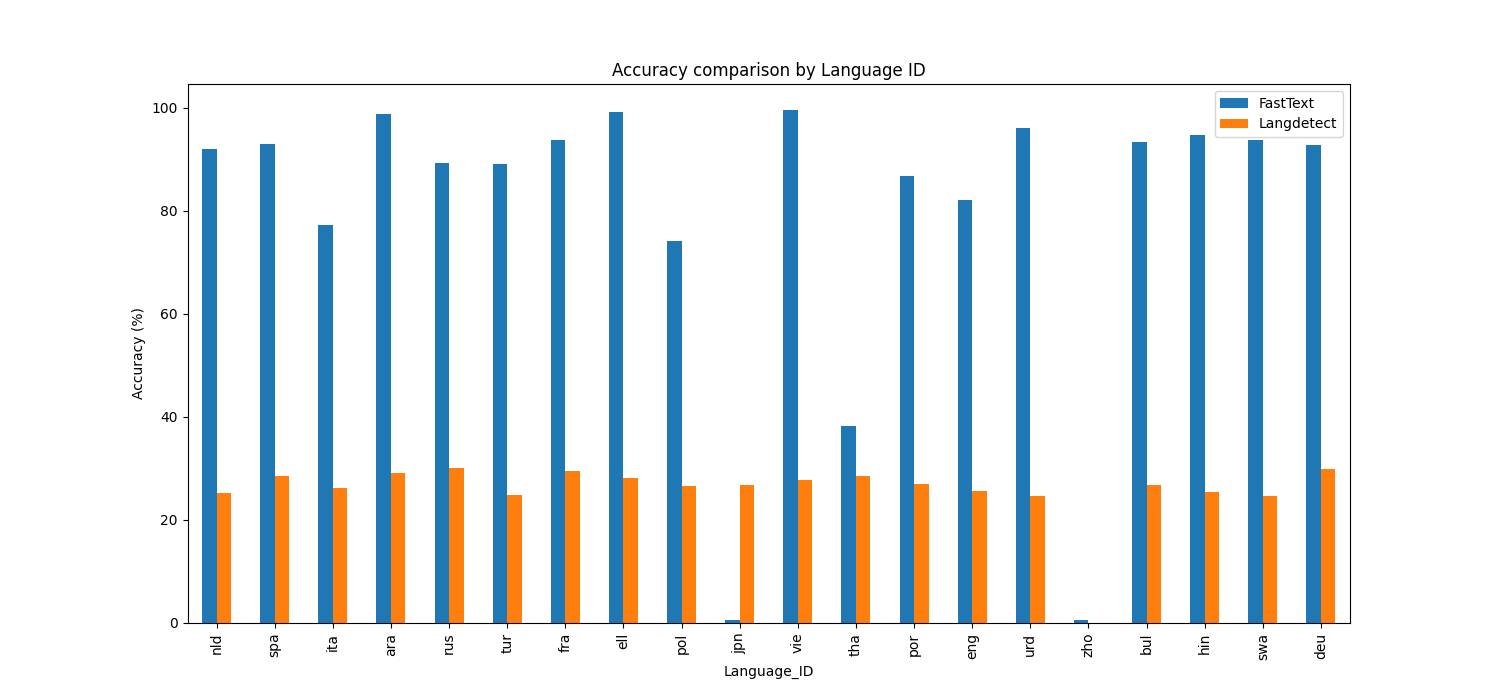 Accuracy comparison by Language ID
FastText
Langdetect
Accuracy (%)
100
80
60
40
20
0
nld spa ita ara rus tur fra ell pol jpn vie tha por eng urd zho bul hin swa deu
Language_ID